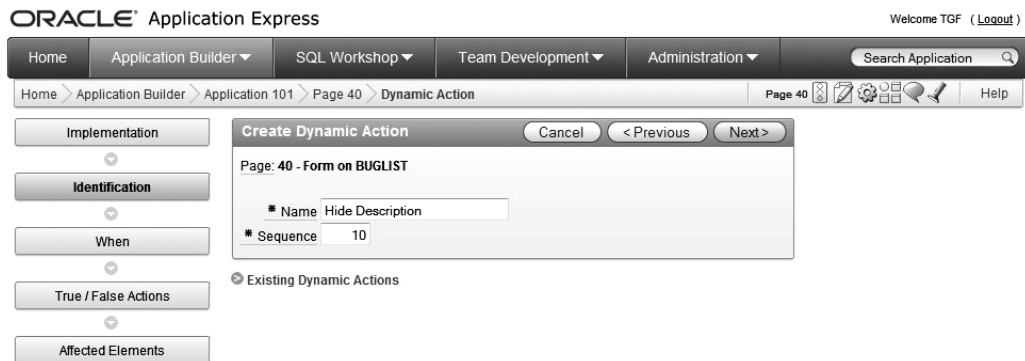 ORACLE® Application Express
Welcome TGF ( Logout )
Home Application Builder SQL Workshop Team Development Administration Search Application
Home Application Builder Application 101 Page 40 Dynamic Action Page 40 Help
Implementation
Identification
When
True / False Actions
Affected Elements
Create Dynamic Action Cancel < Previous Next >
Page: 40 - Form on BUGLIST
* Name Hide Description
* Sequence 10
Existing Dynamic Actions